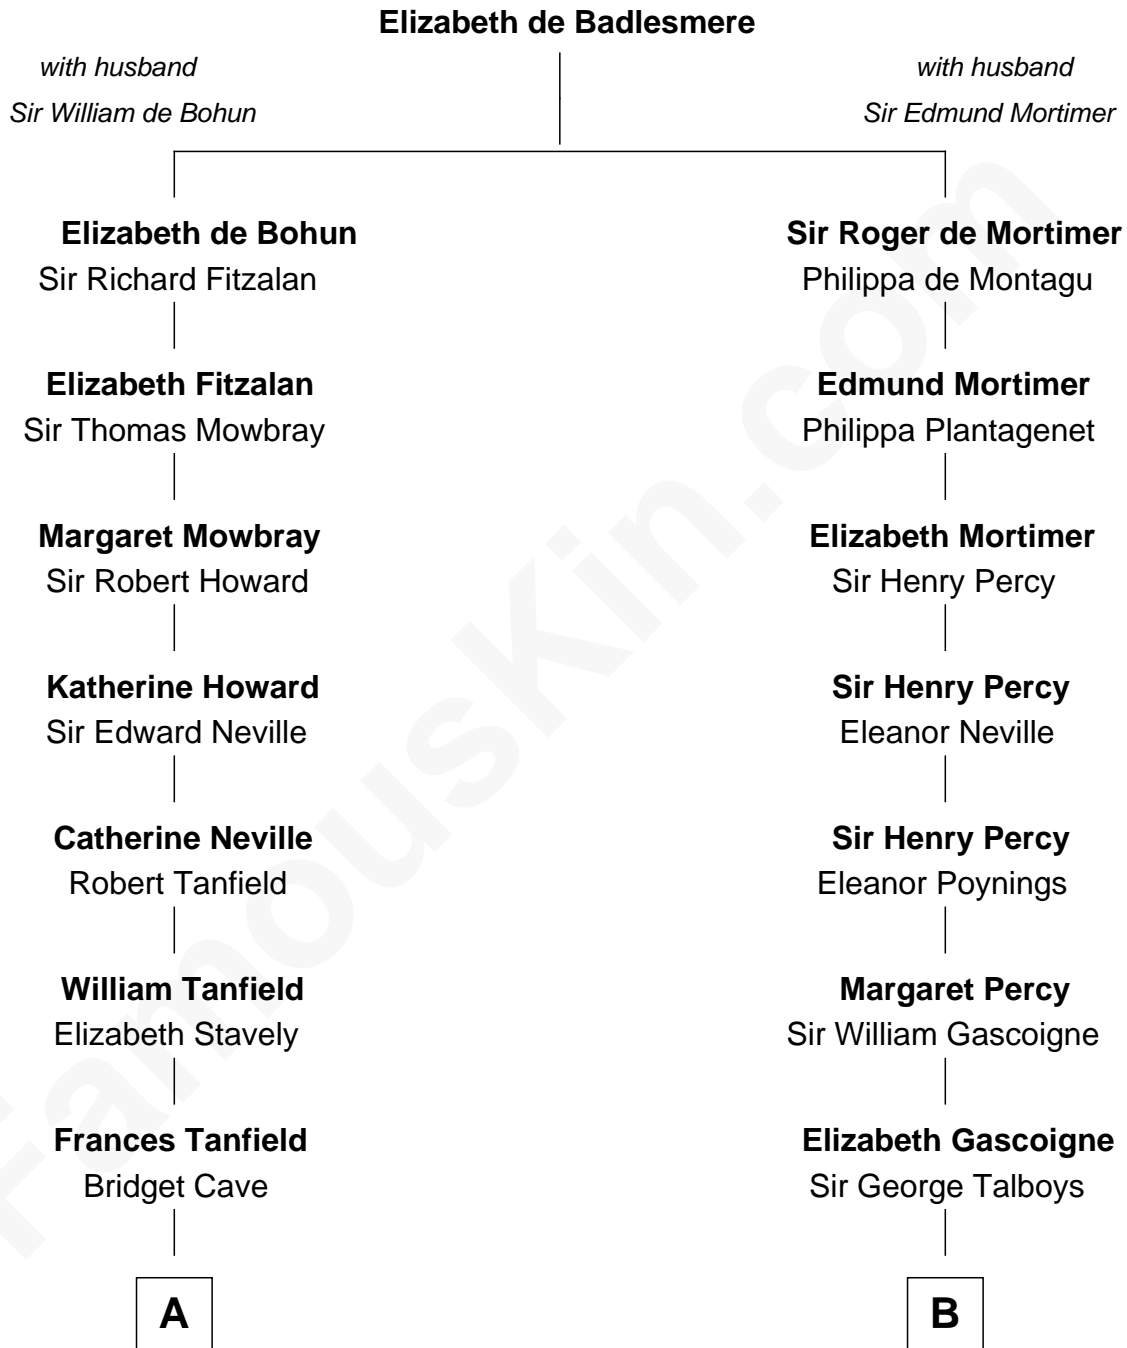 Elizabeth de Badlesmere
with husband
Sir William de Bohun
with husband
Sir Edmund Mortimer
Elizabeth de Bohun
Sir Richard Fitzalan
Sir Roger de Mortimer
Philippa de Montagu
Elizabeth Fitzalan
Sir Thomas Mowbray
Edmund Mortimer
Philippa Plantagenet
Margaret Mowbray
Sir Robert Howard
Elizabeth Mortimer
Sir Henry Percy
Katherine Howard
Sir Edward Neville
Sir Henry Percy
Eleanor Neville
Catherine Neville
Robert Tanfield
Sir Henry Percy
Eleanor Poynings
William Tanfield
Elizabeth Stavely
Margaret Percy
Sir William Gascoigne
Frances Tanfield
Bridget Cave
Elizabeth Gascoigne
Sir George Talboys
A
B
FamousKin.com